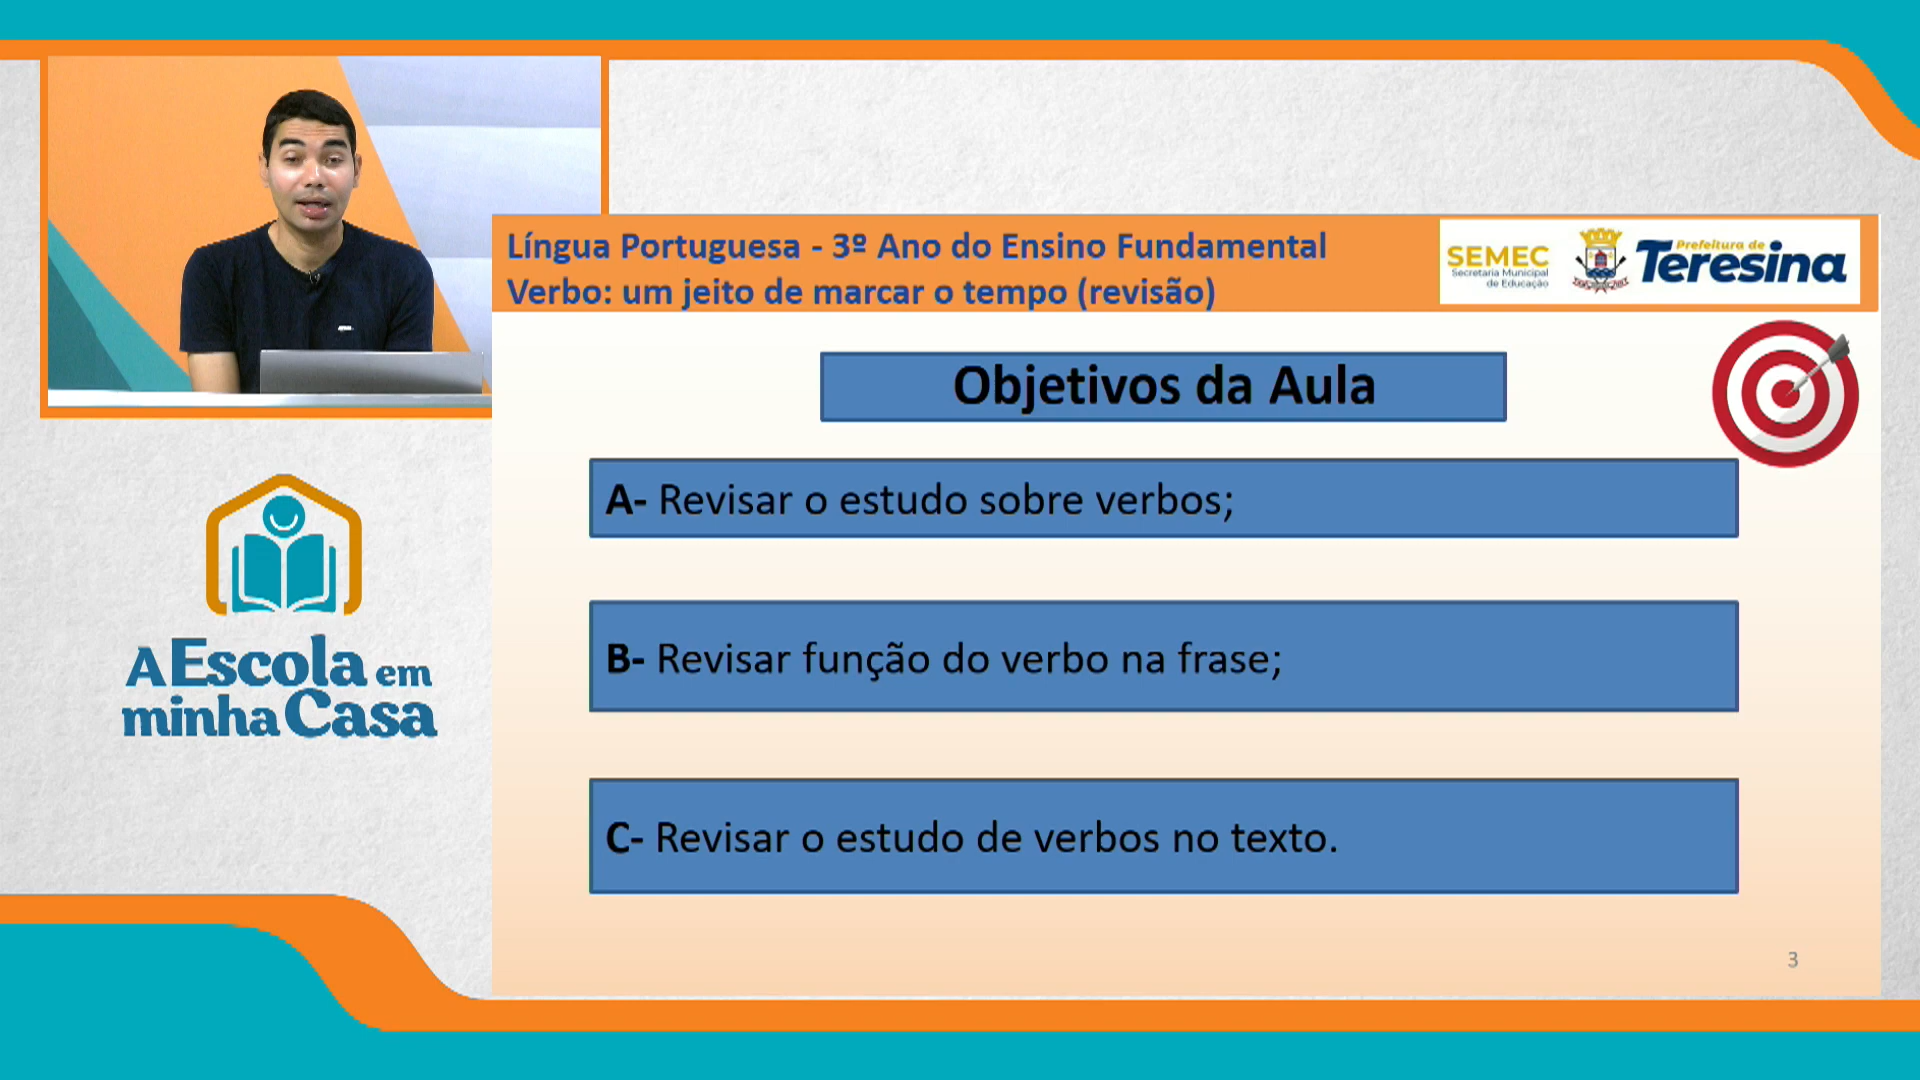 Língua Portuguesa - 3º Ano do Ensino Fundamental
Verbo: um jeito de marcar o tempo (revisão)
SEMEC
Secretaria Municipal
de Educação
Prefeitura de
Teresina
Objetivos da Aula
A- Revisar o estudo sobre verbos;
B- Revisar função do verbo na frase;
C- Revisar o estudo de verbos no texto.
3
A Escola em
minha Casa